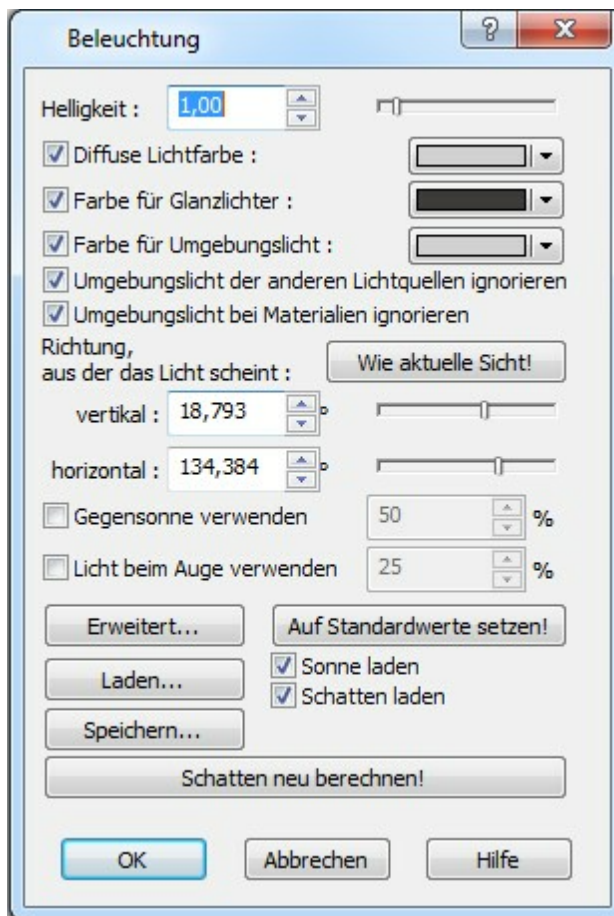 Beleuchtung ? X
Helligkeit : 1,00
Diffuse Lichtfarbe :
Farbe für Glanzlichter :
Farbe für Umgebungslicht :
Umgebungslicht der anderen Lichtquellen ignorieren
Umgebungslicht bei Materialien ignorieren
Richtung,
aus der das Licht scheint : Wie aktuelle Sicht!
vertikal : 18,793 °
horizontal : 134,384 °
Gegensonne verwenden 50 %
Licht beim Auge verwenden 25 %
Erweitert... Auf Standardwerte setzen!
Sonne laden
Laden...
Schatten laden
Speichern...
Schatten neu berechnen!
OK Abbrechen Hilfe